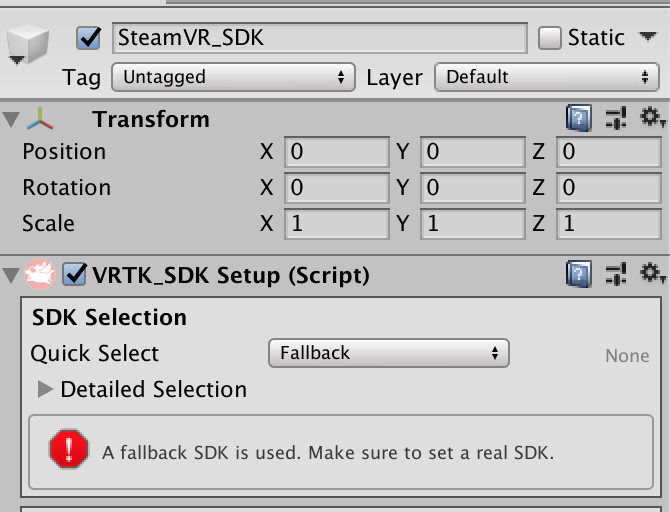 SteamVR_SDK Static
Tag Untagged Layer Default
Transform
Position X 0 Y 0 Z 0
Rotation X 0 Y 0 Z 0
Scale X 1 Y 1 Z 1
VRTK_SDK Setup (Script)
SDK Selection
Quick Select Fallback None
Detailed Selection
A fallback SDK is used. Make sure to set a real SDK.